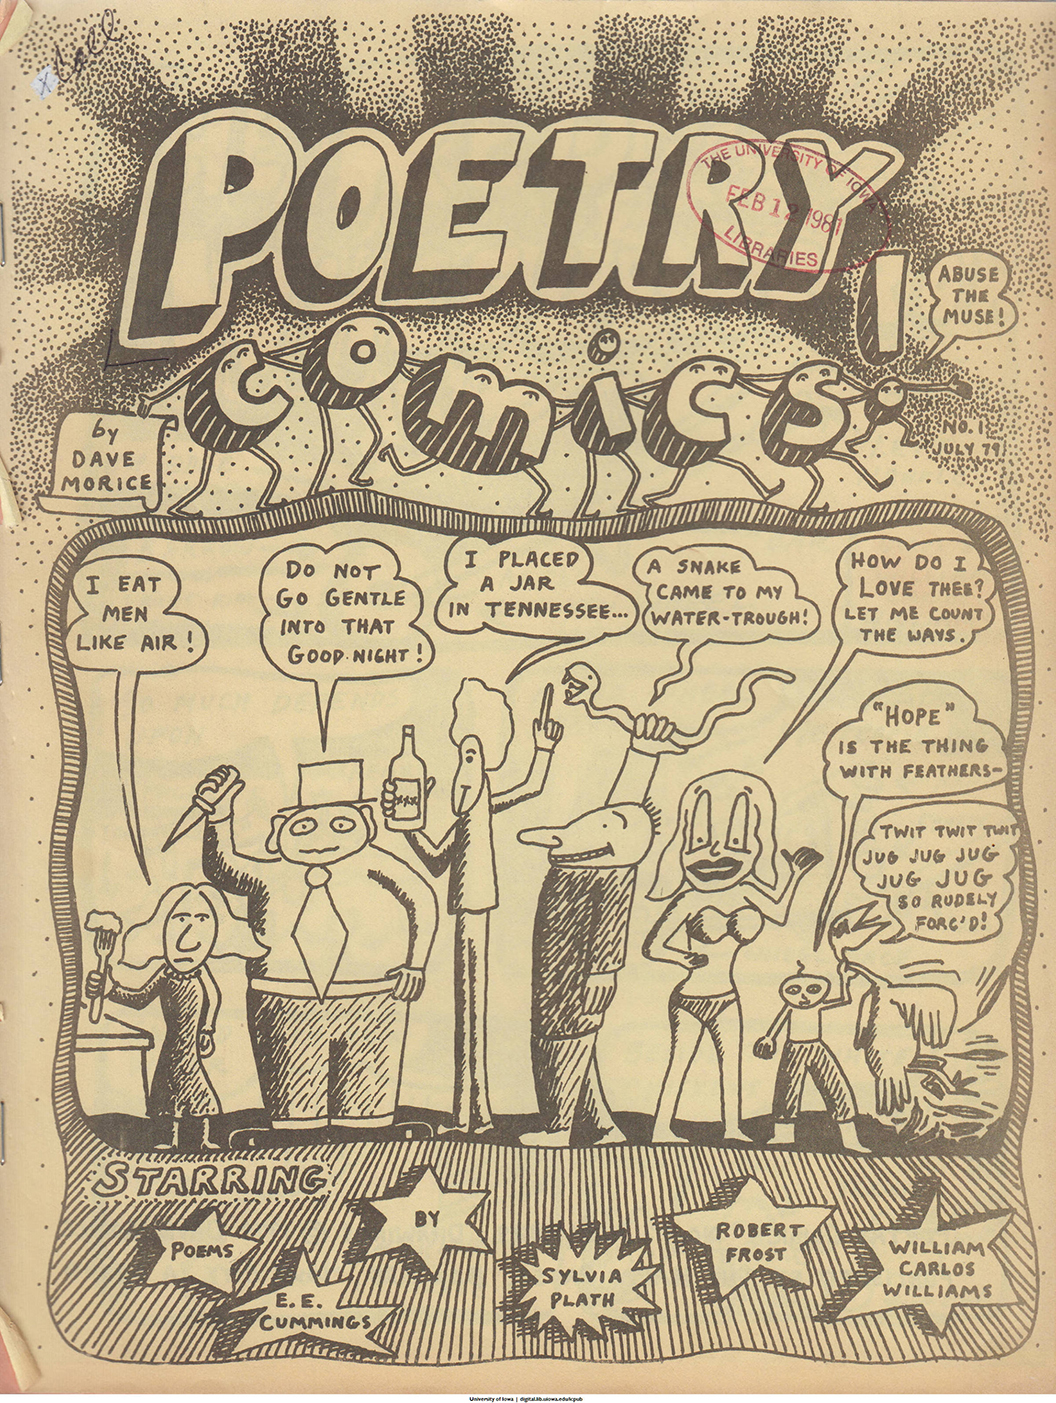 xCall
POETRY
THE UNIVERSITY OF IOWA
FEB 12 1981
LIBRARIES
COMiCS!
ABUSE
THE
MUSE!
by
DAVE
MORICE
NO. 1
JULY, 79
I EAT
MEN
LIKE AIR!
DO NOT
GO GENTLE
INTO THAT
GOOD NIGHT!
I PLACED
A JAR
IN TENNESSEE...
A SNAKE
CAME TO MY
WATER-TROUGH!
HOW DO I
LOVE THEE?
LET ME COUNT
THE WAYS.
"HOPE"
IS THE THING
WITH FEATHERS-
TWIT TWIT TWIT
JUG JUG JUG
JUG JUG
SO RUDELY
FORC'D!
XXX
STARRING
POEMS
BY
E.E.
CUMMINGS
SYLVIA
PLATH
ROBERT
FROST
WILLIAM
CARLOS
WILLIAMS
University of Iowa | digital.lib.uiowa.edu/icpub